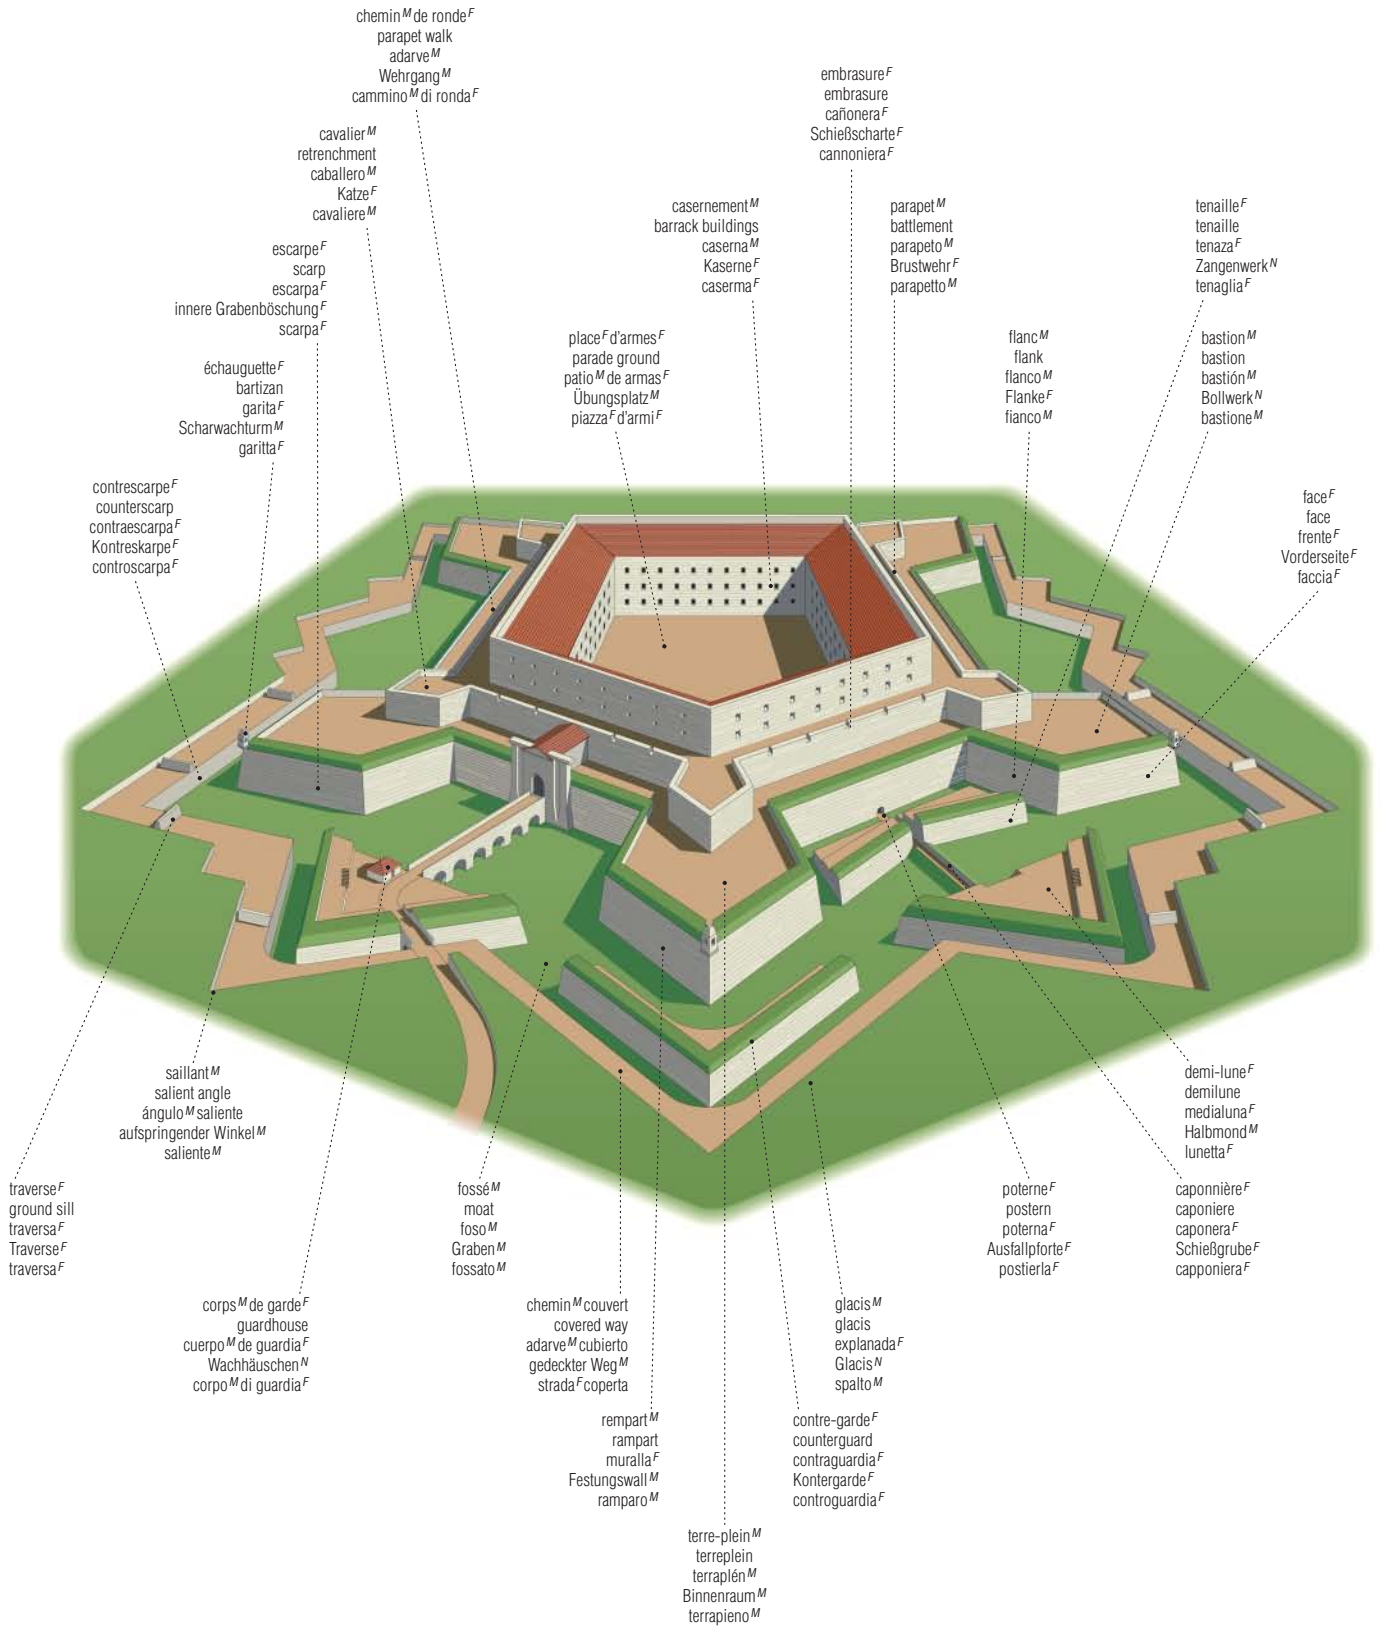 chemin M de ronde F
parapet walk
adarve M
Wehrgang M
cammino M di ronda F
embrasure F
embrasure
cañonera F
Schießscharte F
cannoniera F
cavalier M
retrenchment
caballero M
Katze F
cavaliere M
casernement M
barrack buildings
caserna M
Kaserne F
caserma F
parapet M
battlement
parapeto M
Brustwehr F
parapetto M
tenaille F
tenaille
tenaza F
Zangenwerk N
tenaglia F
escarpe F
scarp
escarpa F
innere Grabenböschung F
scarpa F
place F d'armes F
parade ground
patio M de armas F
Übungsplatz M
piazza F d'armi F
flanc M
flank
flanco M
Flanke F
fianco M
bastion M
bastion
bastión M
Bollwerk N
bastione M
échauguette F
bartizan
garita F
Scharwachturm M
garitta F
contrescarpe F
counterscarp
contraescarpa F
Kontreskarpe F
controscarpa F
face F
face
frente F
Vorderseite F
faccia F
saillant M
salient angle
ángulo M saliente
aufspringender Winkel M
saliente M
demi-lune F
demilune
medialuna F
Halbmond M
lunetta F
traverse F
ground sill
traversa F
Traverse F
traversa F
fossé M
moat
foso M
Graben M
fossato M
poterne F
postern
poterna F
Ausfallpforte F
postierla F
caponnière F
caponiere
caponera F
Schießgrube F
capponiera F
corps M de garde F
guardhouse
cuerpo M de guardia F
Wachhäuschen N
corpo M di guardia F
chemin M couvert
covered way
adarve M cubierto
gedeckter Weg M
strada F coperta
glacis M
glacis
explanada F
Glacis N
spalto M
rempart M
rampart
muralla F
Festungswall M
ramparo M
contre-garde F
counterguard
contraguardia F
Kontergarde F
controguardia F
terre-plein M
terreplein
terraplén M
Binnenraum M
terrapieno M